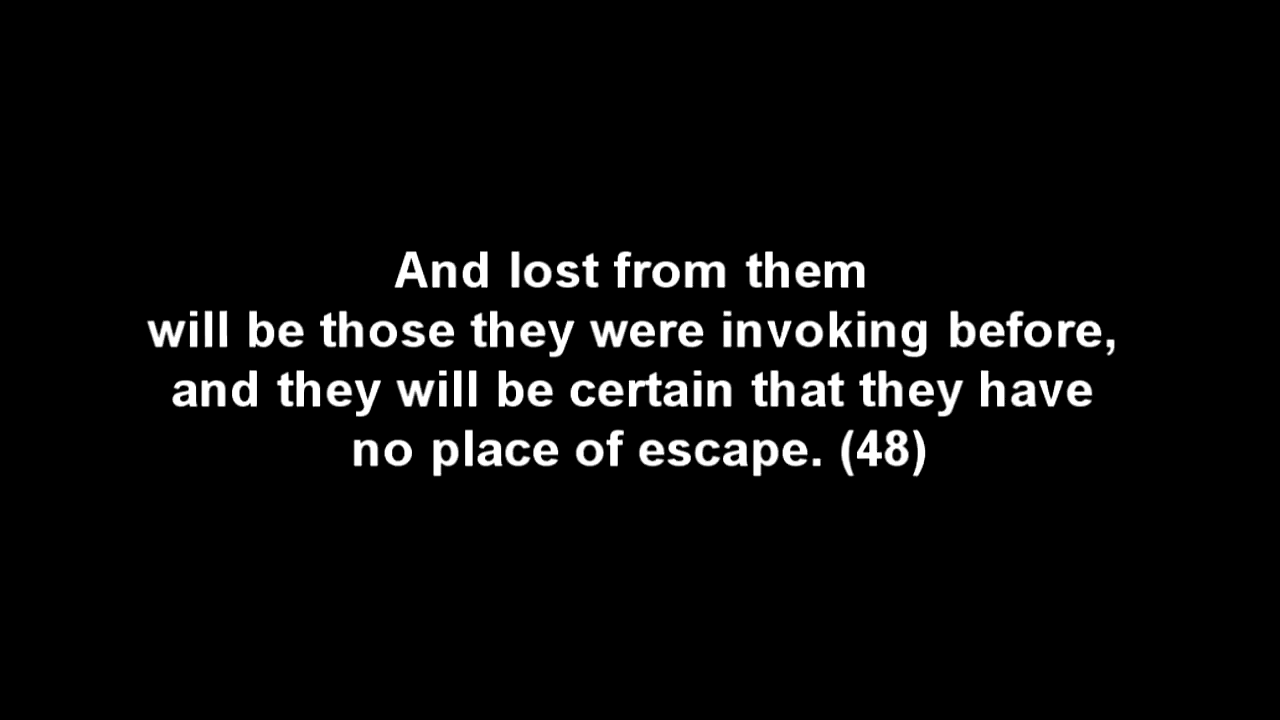 And lost from them
will be those they were invoking before,
and they will be certain that they have
no place of escape. (48)